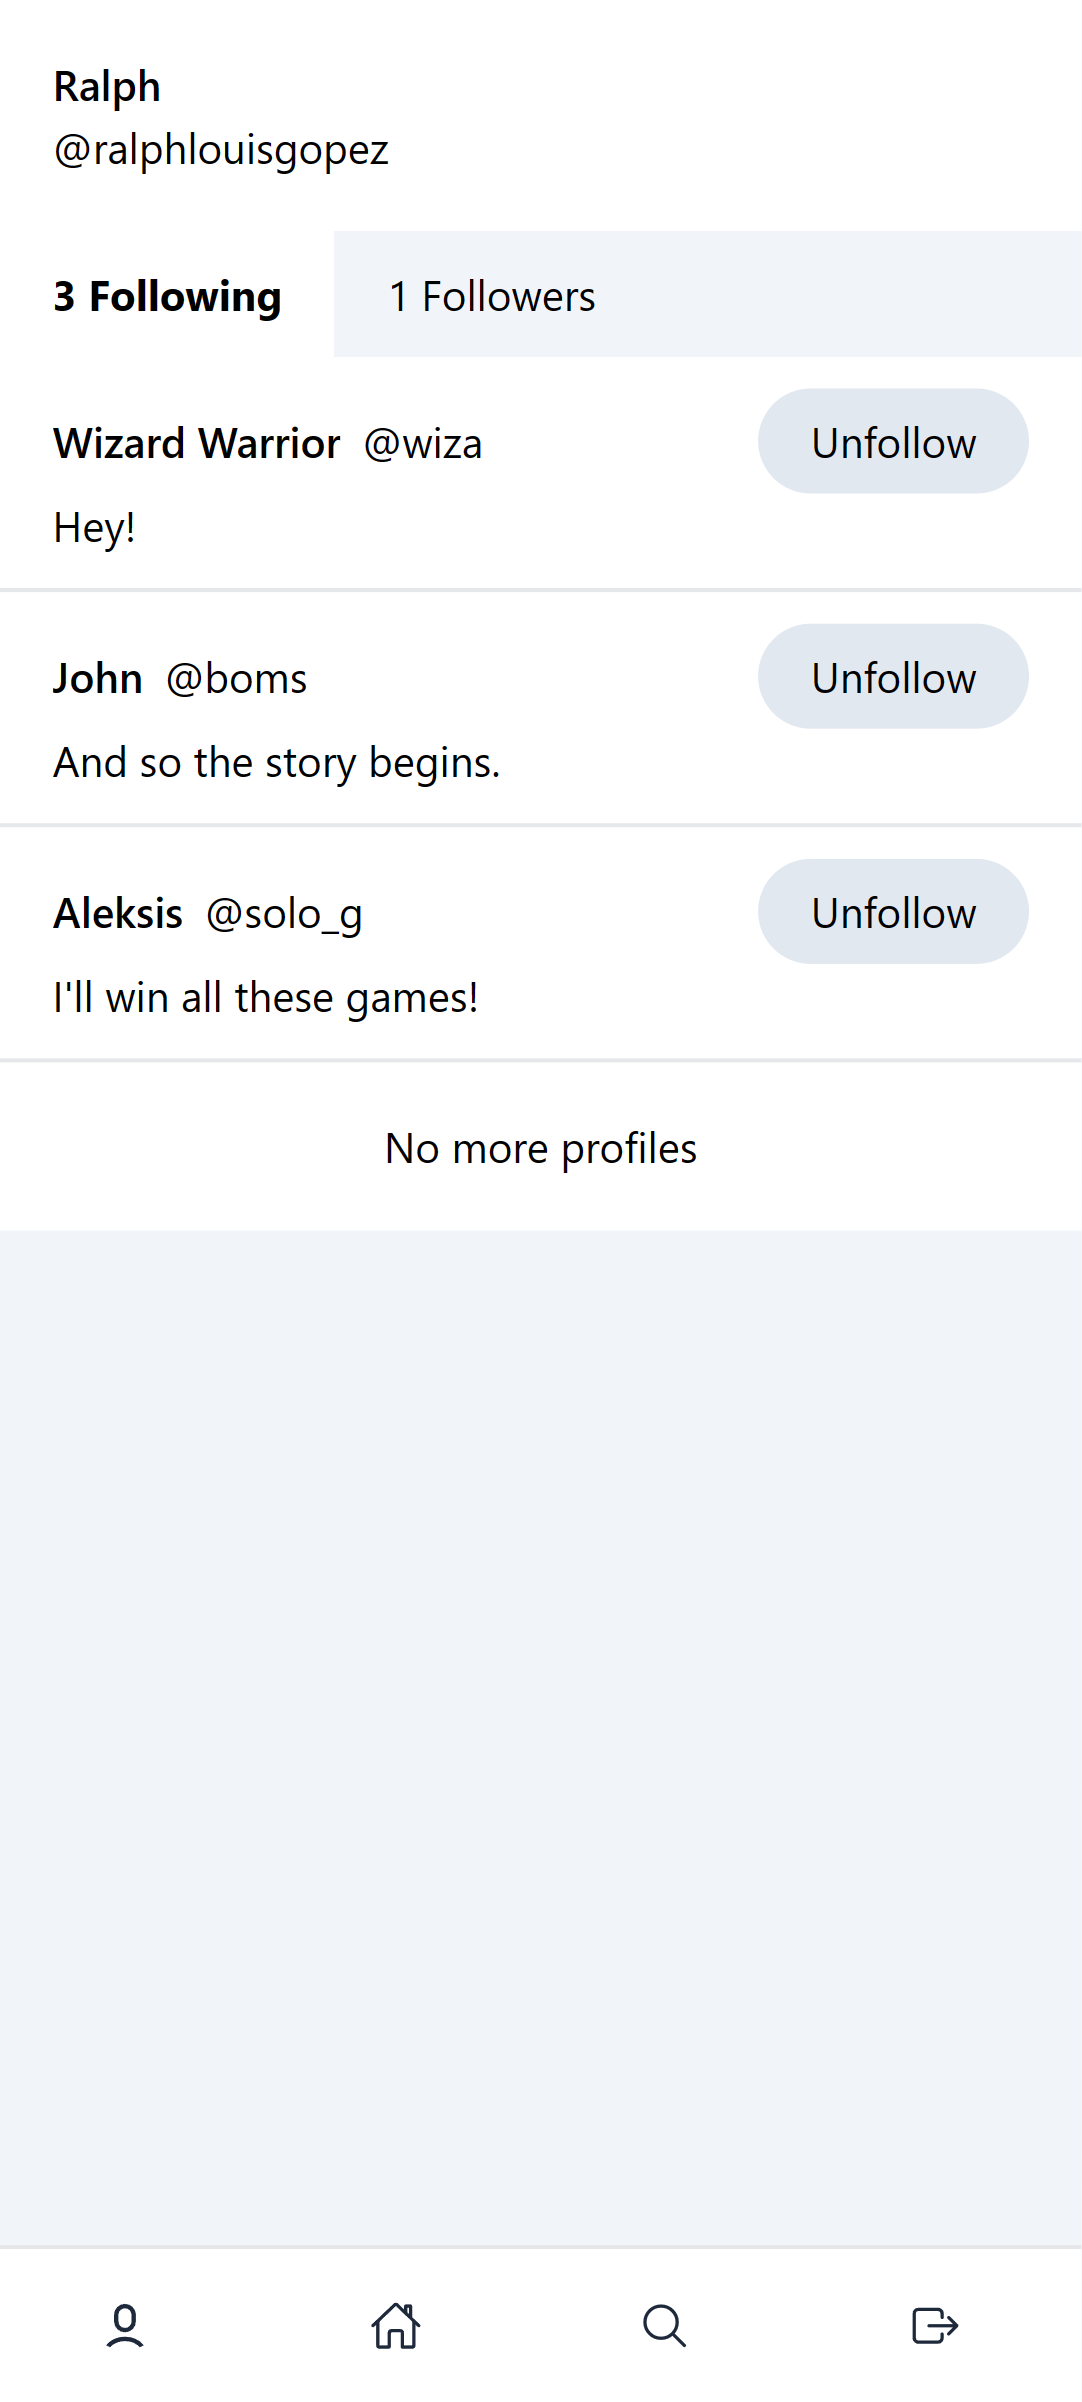 Ralph
@ralphlouisgopez
3 Following 1 Followers
Wizard Warrior @wiza Unfollow
Hey!
John @boms Unfollow
And so the story begins.
Aleksis @solo_g Unfollow
I'll win all these games!
No more profiles